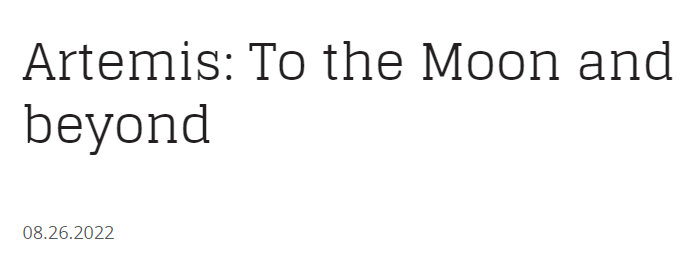 Artemis: To the Moon and
beyond
08.26.2022